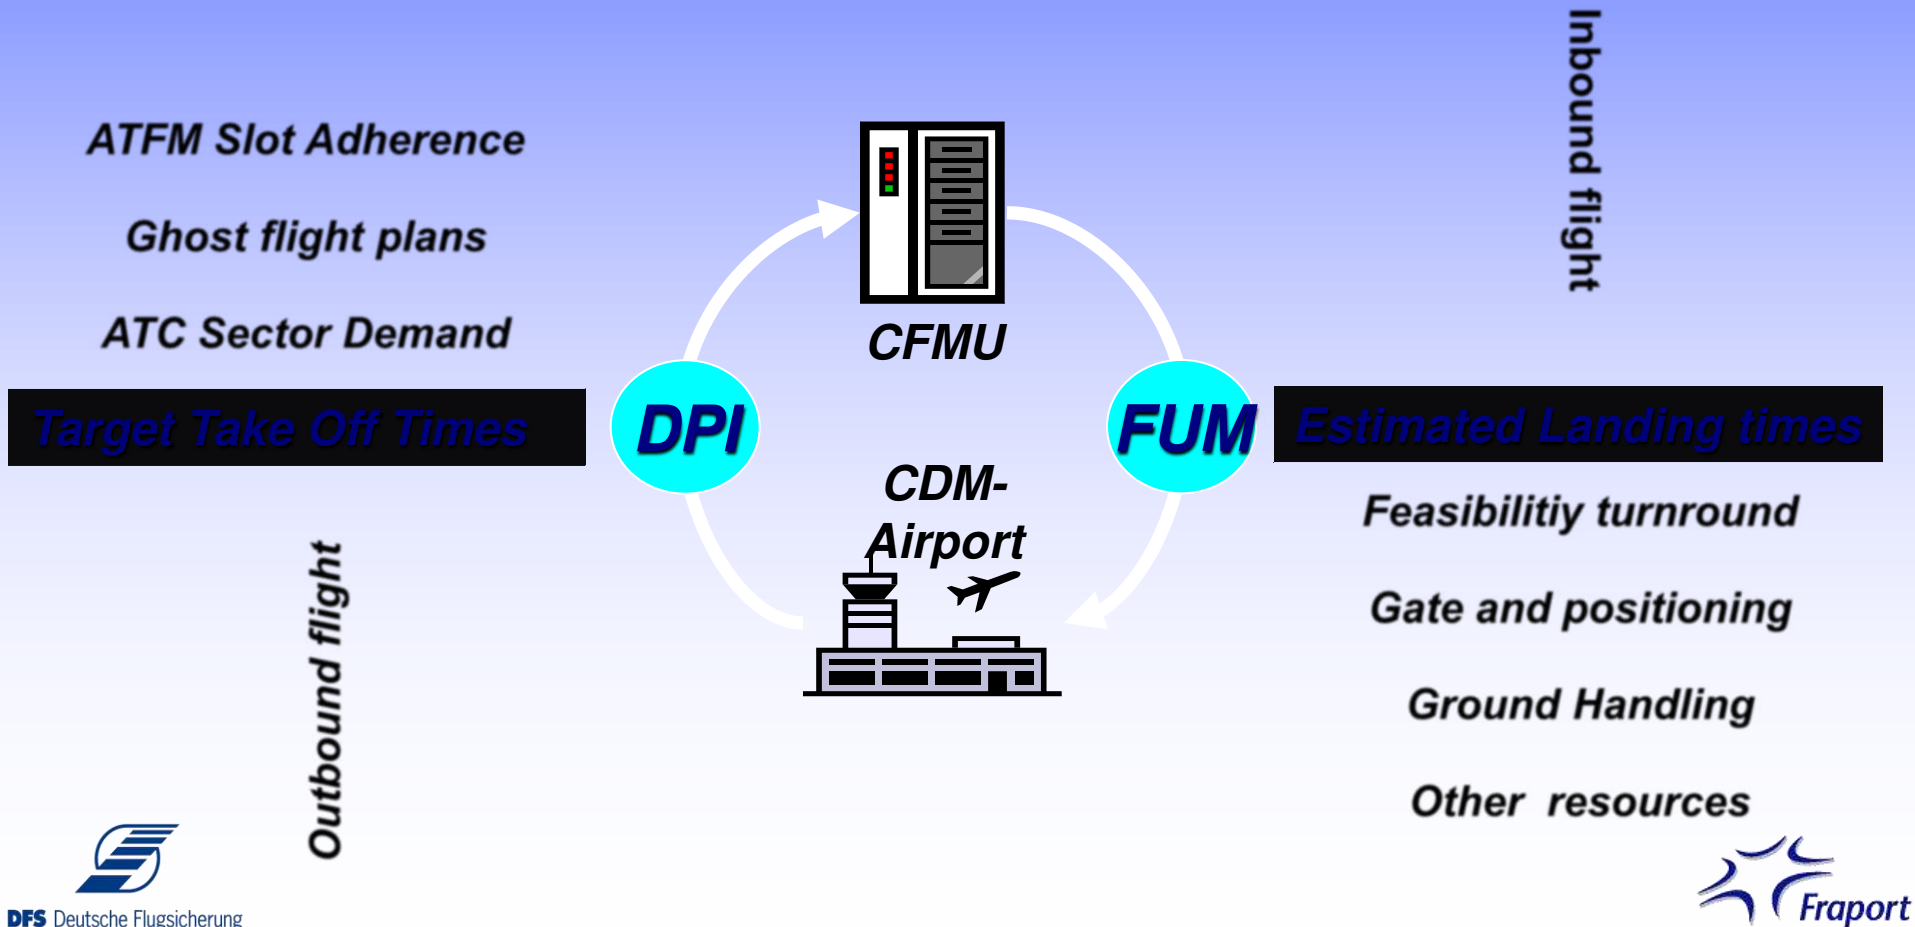 Inbound flight
ATFM Slot Adherence
Ghost flight plans
ATC Sector Demand
Target Take Off Times
Outbound flight
CFMU
DPI
FUM
CDM-
Airport
Estimated Landing times
Feasibilitiy turnround
Gate and positioning
Ground Handling
Other resources
DFS Deutsche Flugsicherung
Fraport